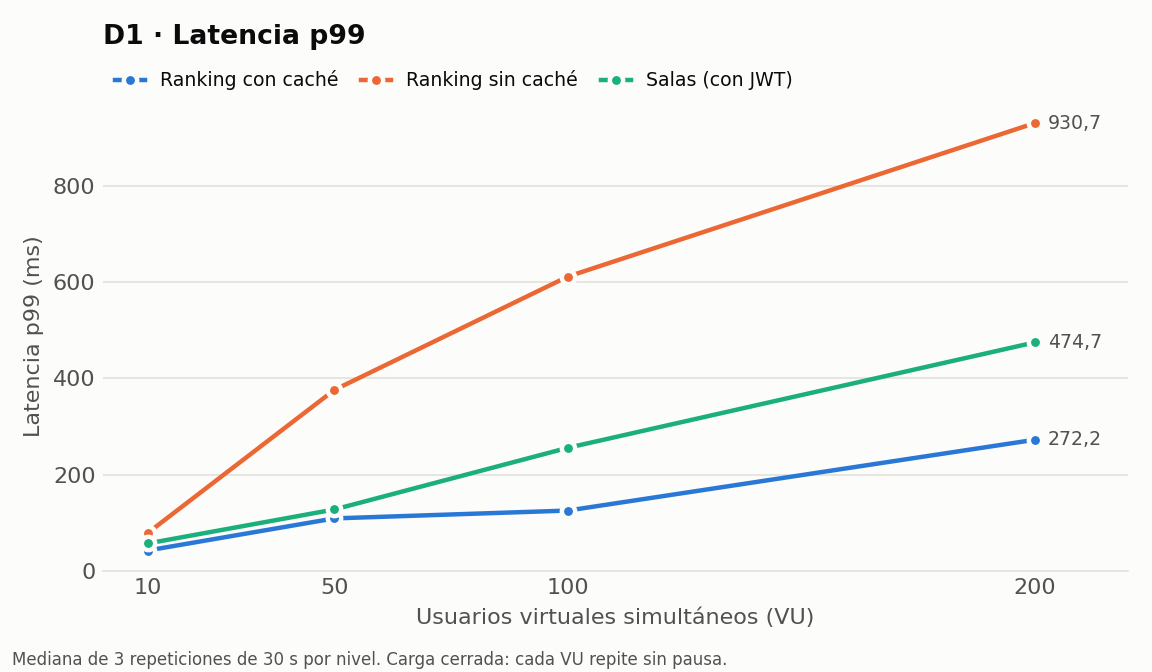 D1 · Latencia p99
Ranking con caché Ranking sin caché Salas (con JWT)
930,7
800
600
474,7
400
272,2
200
0
Latencia p99 (ms)
10 50 100 200
Usuarios virtuales simultáneos (VU)
Mediana de 3 repeticiones de 30 s por nivel. Carga cerrada: cada VU repite sin pausa.